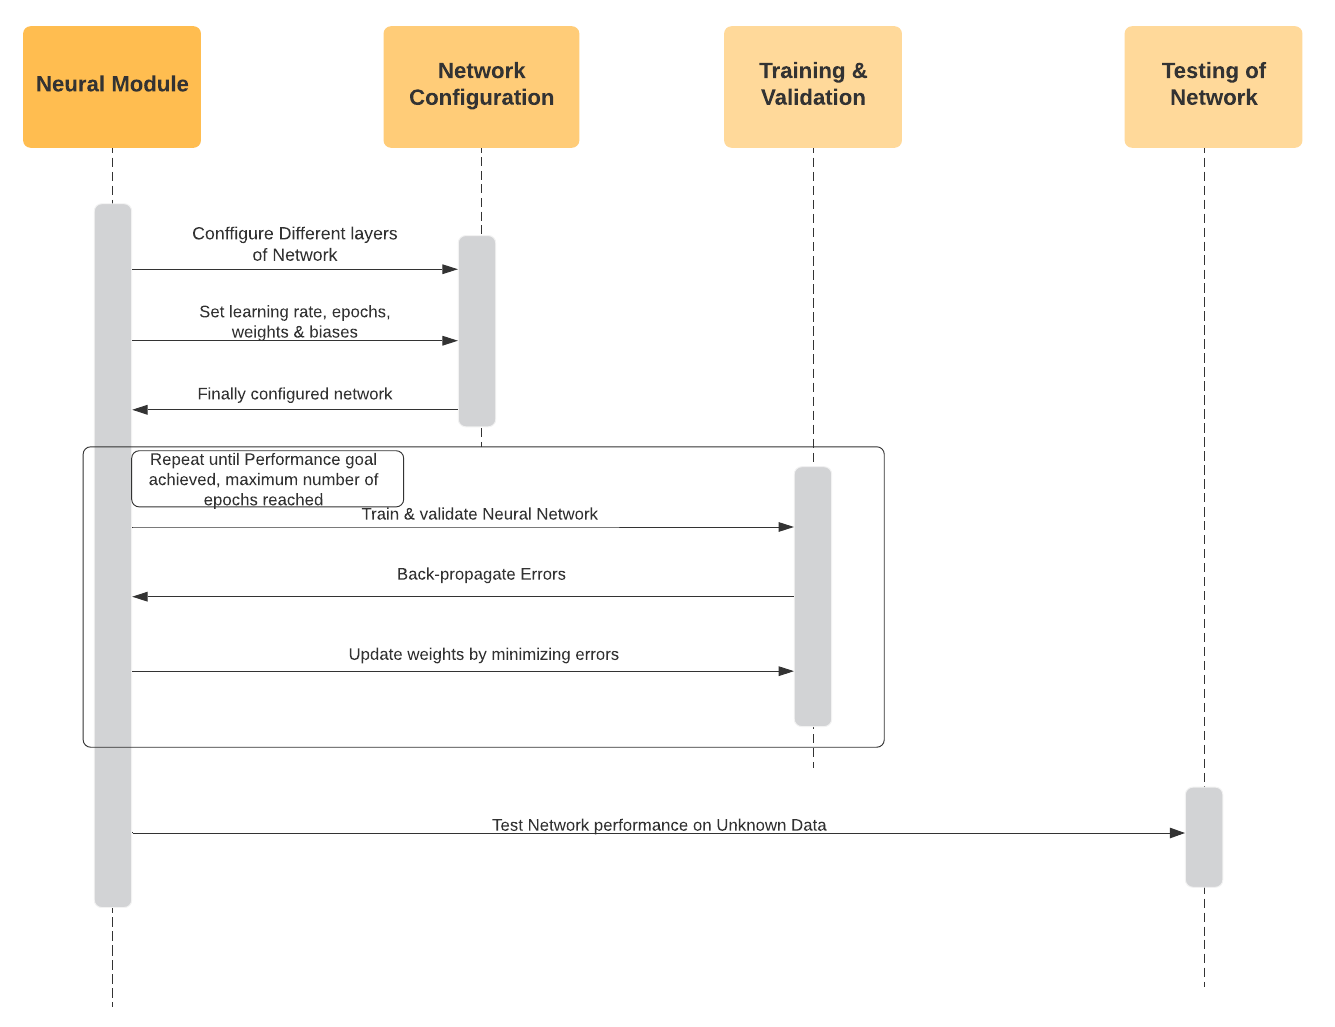 Neural Module
Network
Configuration
Training &
Validation
Testing of
Network
Conffigure Different layers
of Network
Set learning rate, epochs,
weights & biases
Finally configured network
Repeat until Performance goal
achieved, maximum number of
epochs reached
Train & validate Neural Network
Back-propagate Errors
Update weights by minimizing errors
Test Network performance on Unknown Data